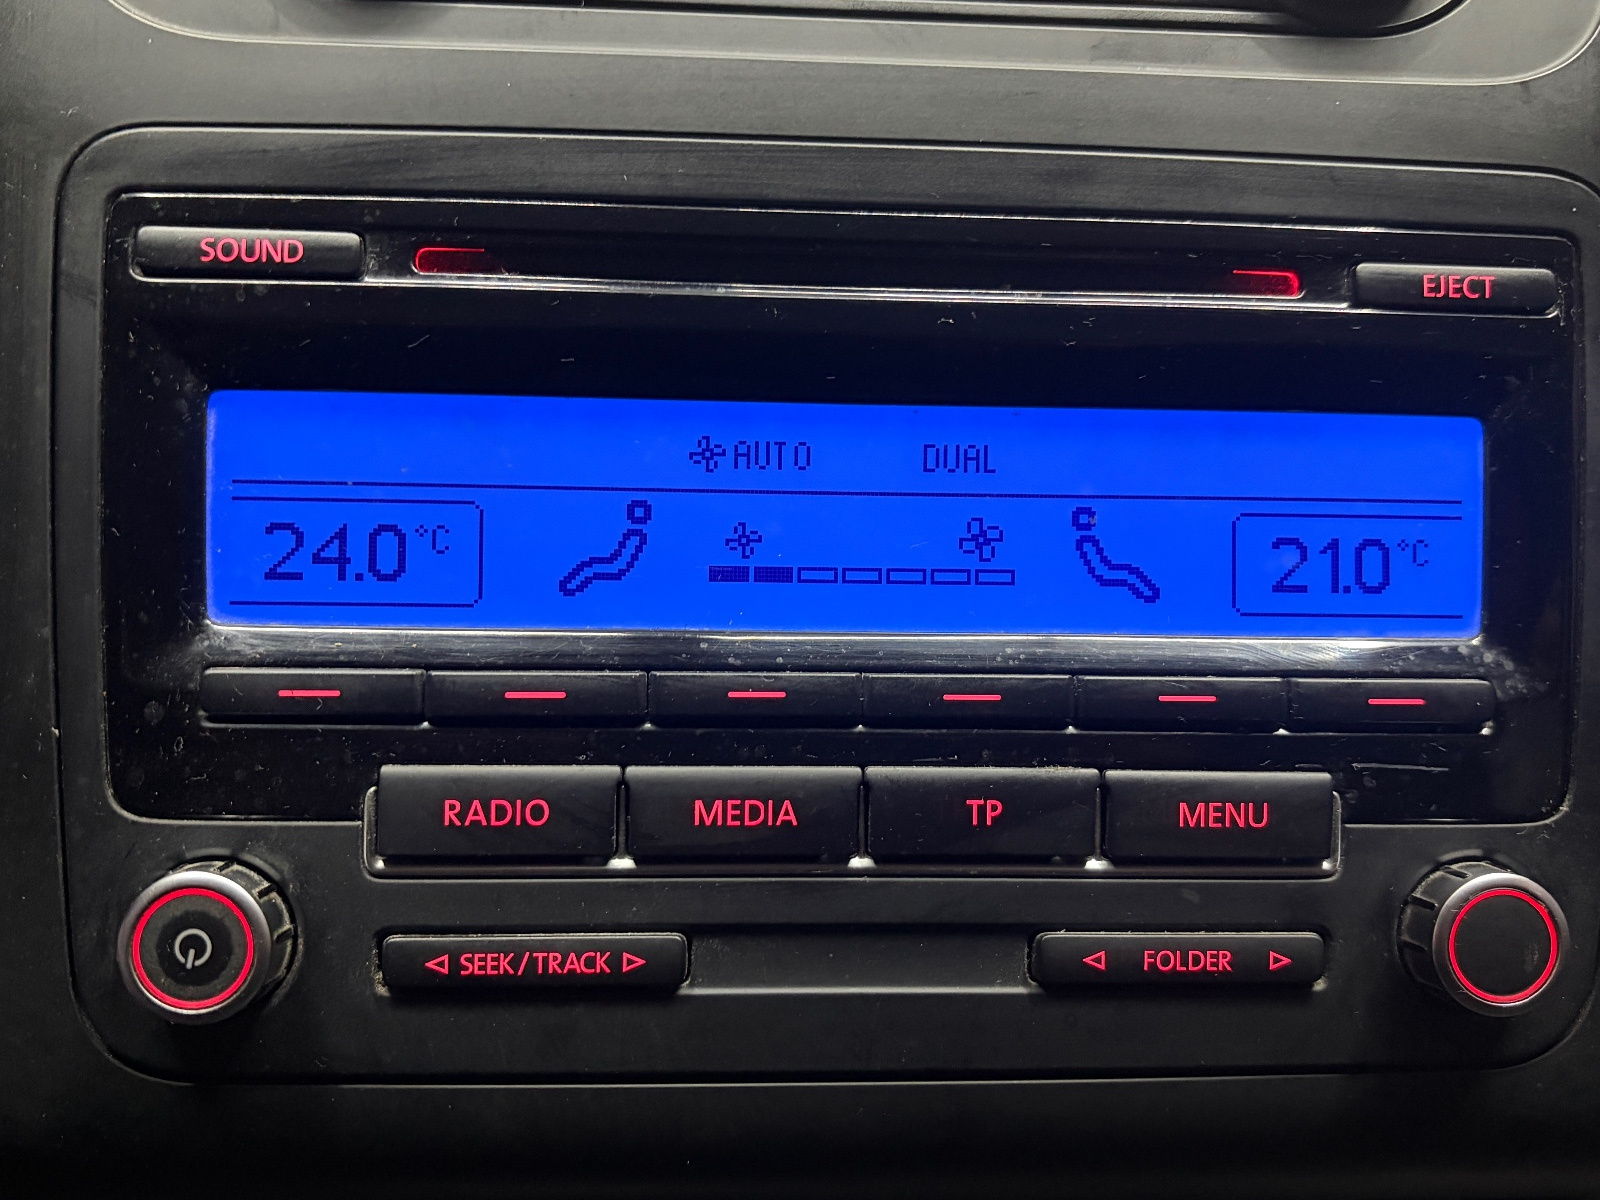 SOUND
EJECT
AUTO DUAL
24.0°C 21.0°C
RADIO MEDIA TP MENU
SEEK/TRACK FOLDER